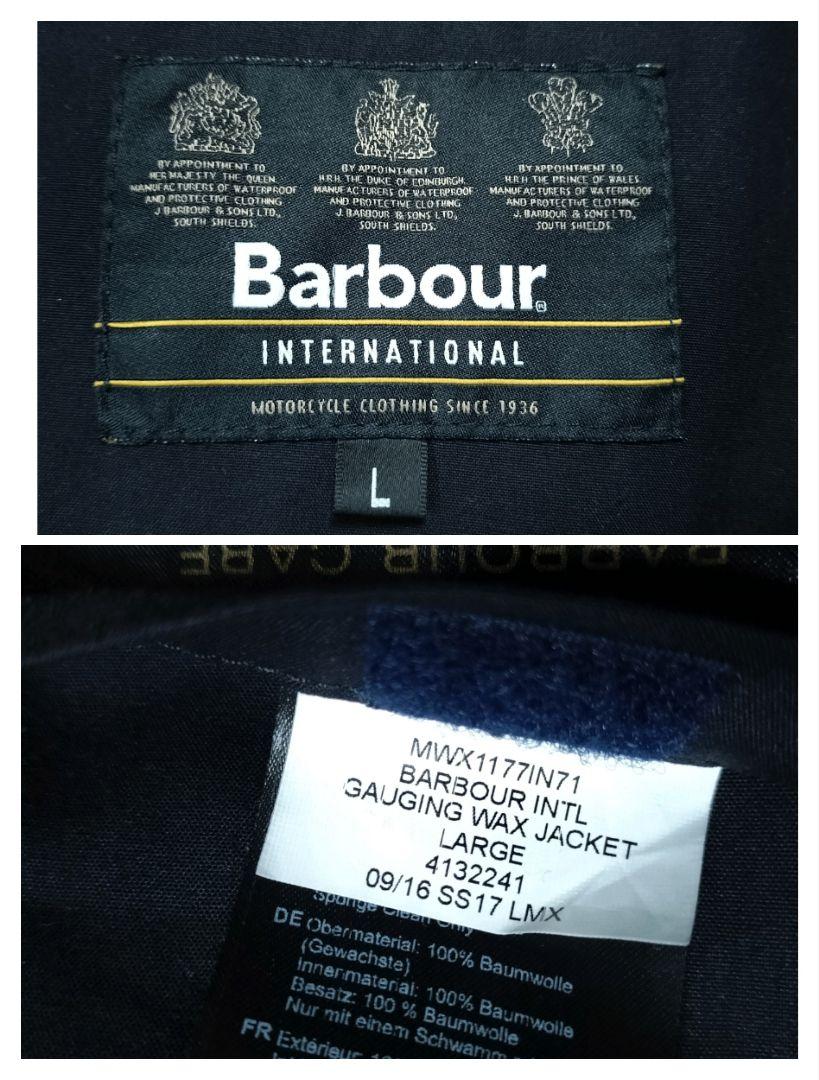 BY APPOINTMENT TO
HER MAJESTY THE QUEEN
MANUFACTURERS OF WATERPROOF
AND PROTECTIVE CLOTHING
J. BARBOUR & SONS LTD.,
SOUTH SHIELDS.
BY APPOINTMENT TO
H.R.H. THE DUKE OF EDINBURGH.
MANUFACTURERS OF WATERPROOF
AND PROTECTIVE CLOTHING
J. BARBOUR & SONS LTD.,
SOUTH SHIELDS.
BY APPOINTMENT TO
H.R.H THE PRINCE OF WALES
MANUFACTURERS OF WATERPROOF
AND PROTECTIVE CLOTHING
J. BARBOUR & SONS LTD,
SOUTH SHIELDS.
Barbour®
INTERNATIONAL
MOTORCYCLE CLOTHING SINCE 1936
L
BARBOUR CARE
MWX1177IN71
BARBOUR INTL
GAUGING WAX JACKET
LARGE
4132241
09/16 SS17 LMX
Sponge Clean Only
DE Obermaterial: 100% Baumwolle
(Gewachste)
Innenmaterial: 100% Baumwolle
Besatz: 100 % Baumwolle
Nur mit einem Schwamm
FR Extérieur